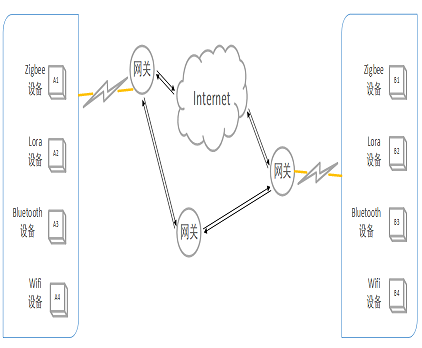 Zigbee
设备
A1
Lora
设备
A2
Bluetooth
设备
A3
Wifi
设备
A4
网关
Internet
网关
网关
Zigbee
设备
B1
Lora
设备
B2
Bluetooth
设备
B3
Wifi
设备
B4